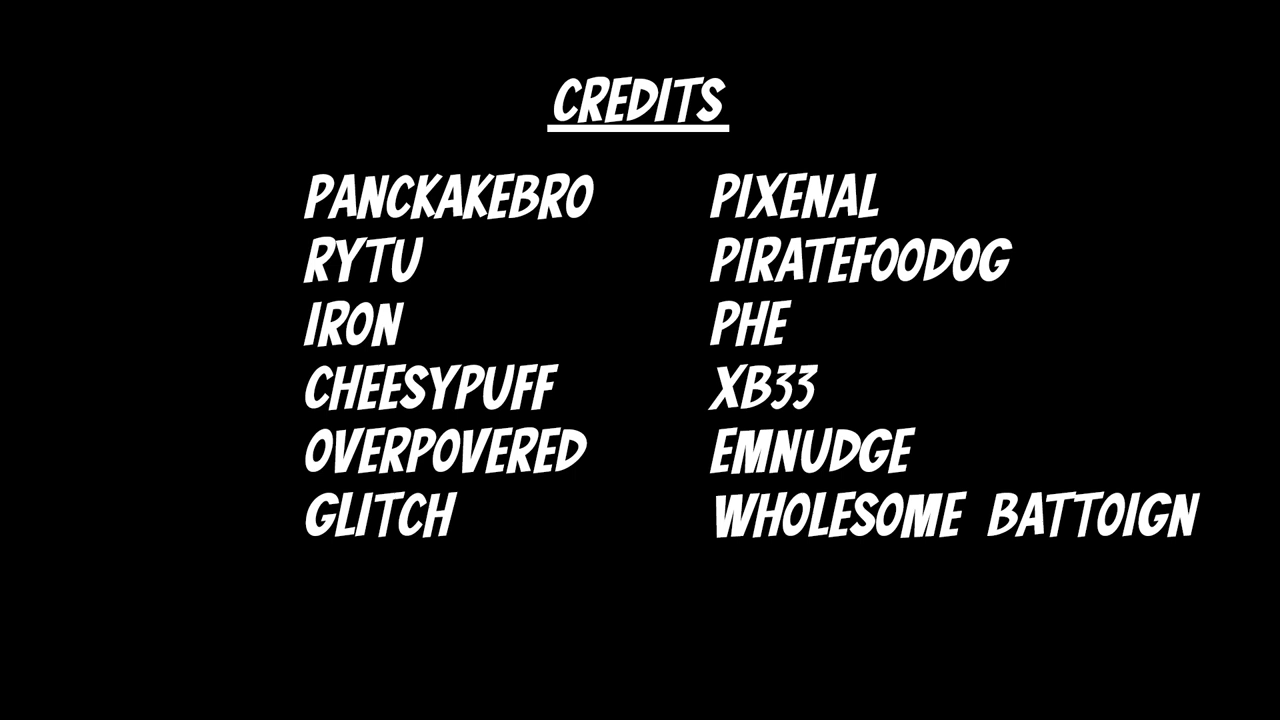 CREDITS
PANCKAKEBRO
RYTU
IRON
CHEESYPUFF
OVERPOVERED
GLITCH
PIXENAL
PIRATEFOODOG
PHE
XB33
EMNUDGE
WHOLESOME BATTOIGN